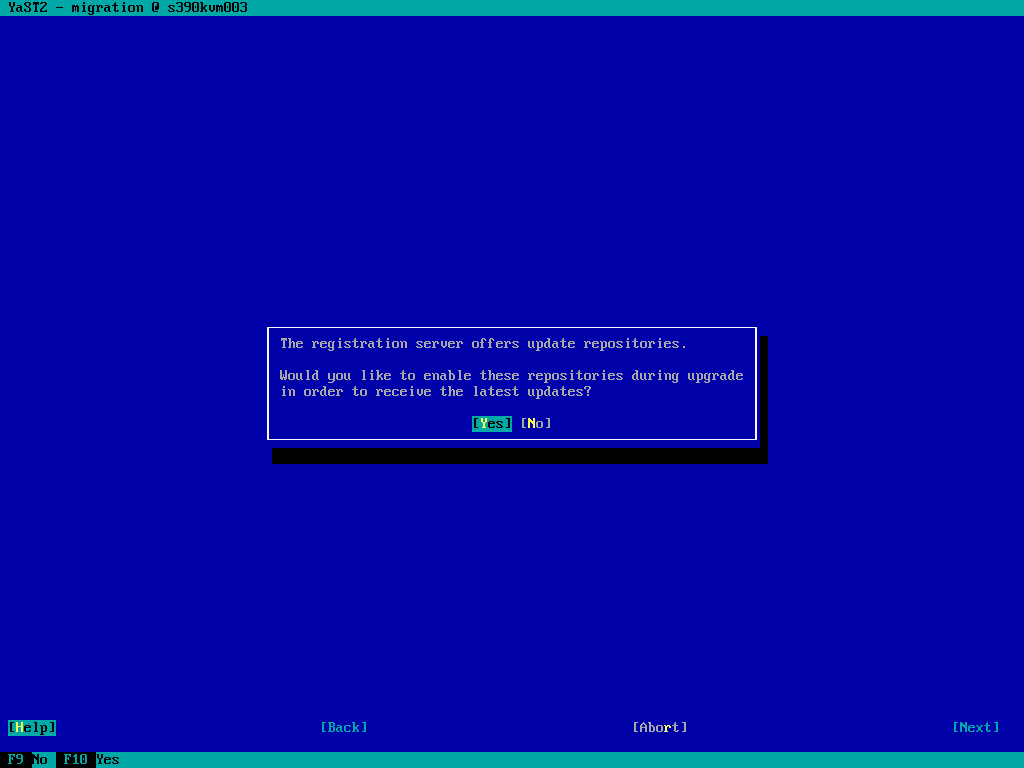 YaST2 - migration @ s390kvm003
The registration server offers update repositories.
Would you like to enable these repositories during upgrade
in order to receive the latest updates?
[Yes] [No]
[Help] [Back] [Abort] [Next]
F9 No F10 Yes